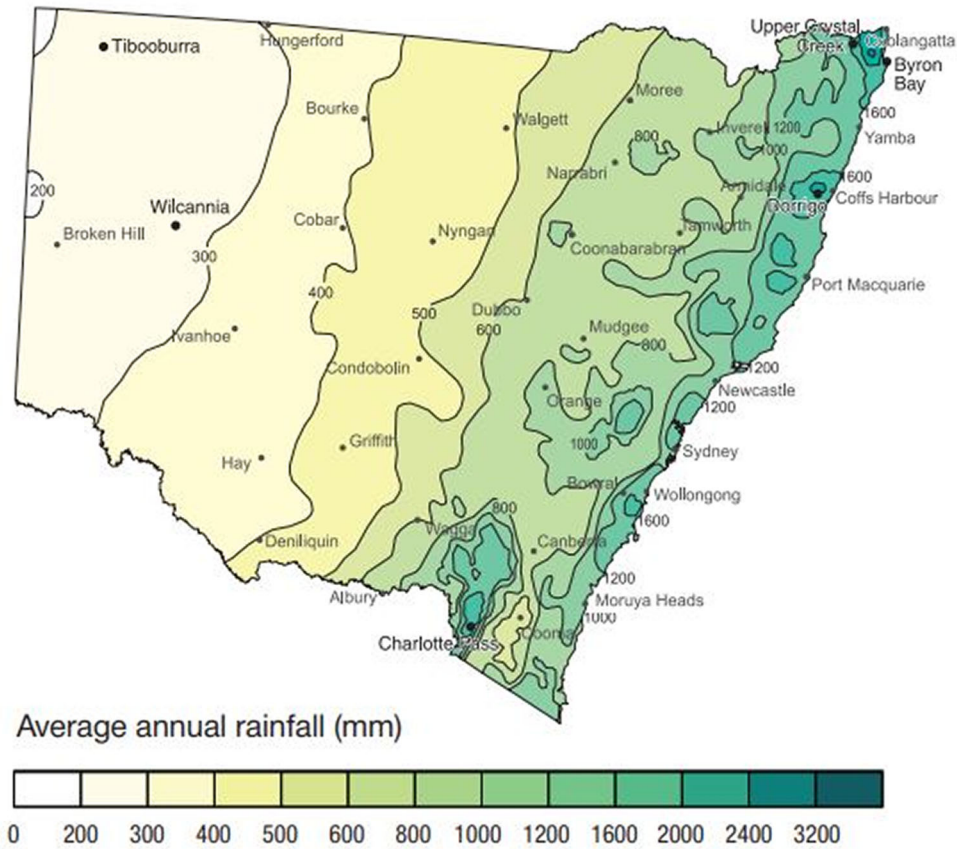 Upper Crystal
Creek
Coolangatta
Tibooburra
Hungerford
Byron
Bay
Moree
Bourke
1600
Walgett
Inverell
1200
800
Yamba
1000
Narrabri
1600
Armidale
200
Coffs Harbour
Wilcannia
Dorrigo
Cobar
Tamworth
Broken Hill
Nyngan
Coonabarabran
300
Port Macquarie
400
Dubbo
500
Mudgee
600
Ivanhoe
800
Condobolin
1200
Newcastle
Orange
1200
Griffith
1000
Sydney
Hay
Bowral
Wollongong
800
1600
Wagga
Deniliquin
Canberra
1200
Albury
Moruya Heads
1000
Cooma
Charlotte Pass
Average annual rainfall (mm)
0 200 300 400 500 600 800 1000 1200 1600 2000 2400 3200